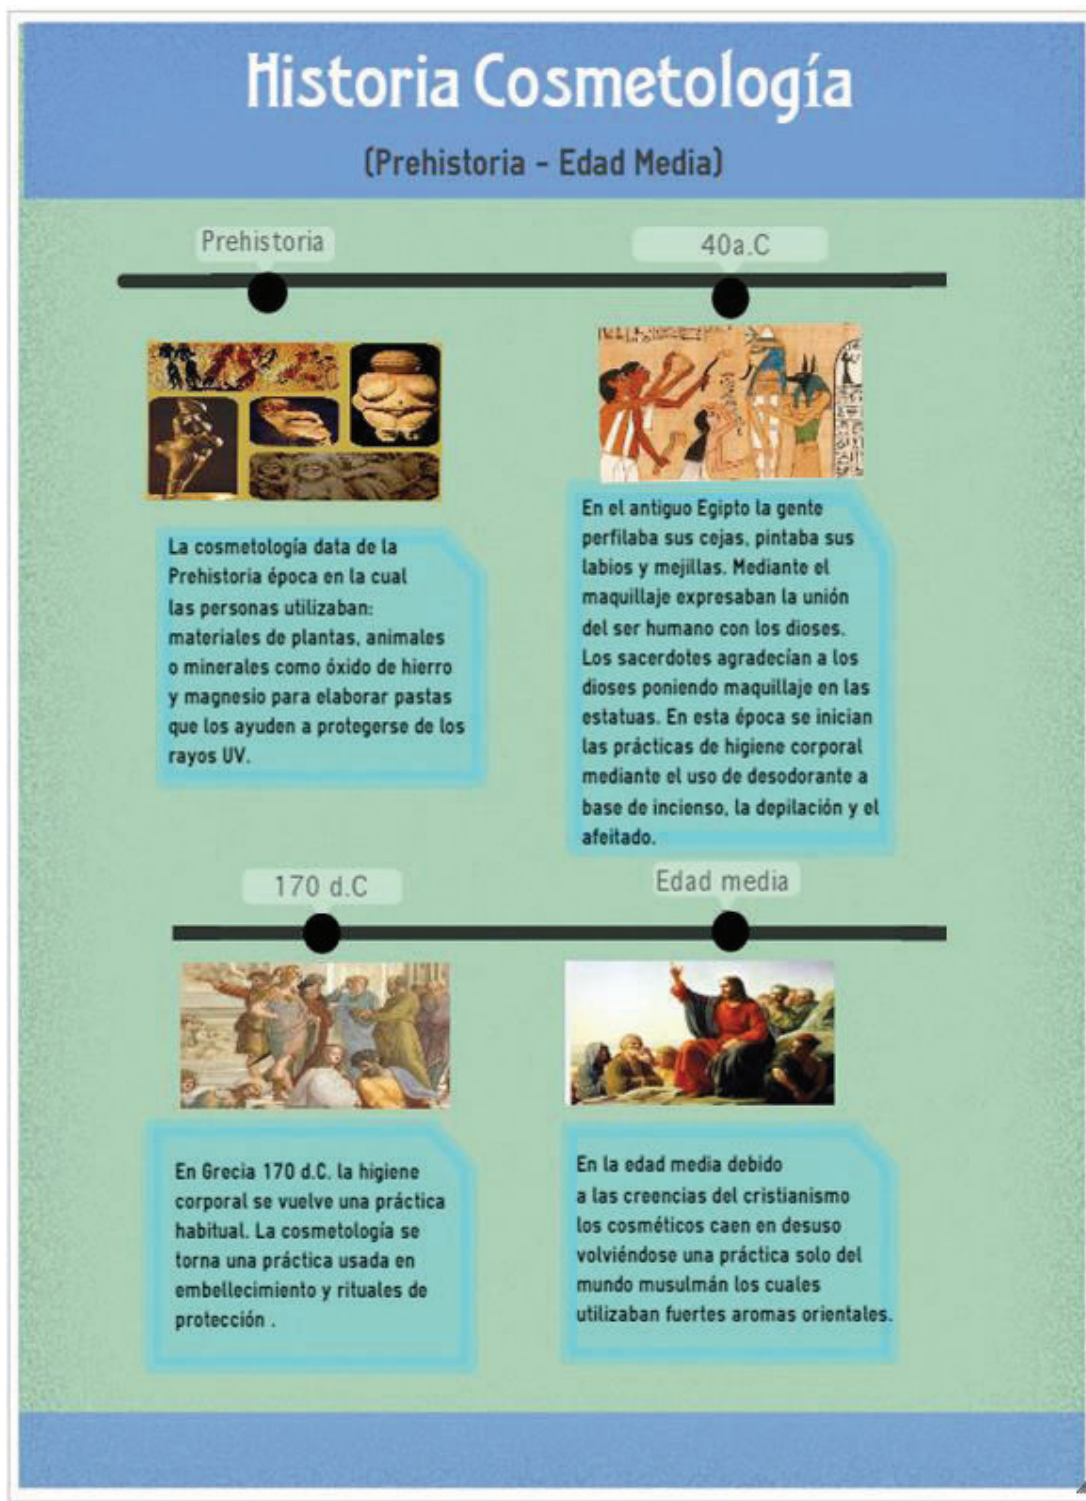 Historia Cosmetología
(Prehistoria - Edad Media)
Prehistoria
40a.C
La cosmetología data de la
Prehistoria época en la cual
las personas utilizaban:
materiales de plantas, animales
o minerales como óxido de hierro
y magnesio para elaborar pastas
que los ayuden a protegerse de los
rayos UV.
En el antiguo Egipto la gente
perfilaba sus cejas, pintaba sus
labios y mejillas. Mediante el
maquillaje expresaban la unión
del ser humano con los dioses.
Los sacerdotes agradecían a los
dioses poniendo maquillaje en las
estatuas. En esta época se inician
las prácticas de higiene corporal
mediante el uso de desodorante a
base de incienso, la depilación y el
afeitado.
170 d.C
Edad media
En Grecia 170 d.C. la higiene
corporal se vuelve una práctica
habitual. La cosmetología se
torna una práctica usada en
embellecimiento y rituales de
protección .
En la edad media debido
a las creencias del cristianismo
los cosméticos caen en desuso
volviéndose una práctica solo del
mundo musulmán los cuales
utilizaban fuertes aromas orientales.